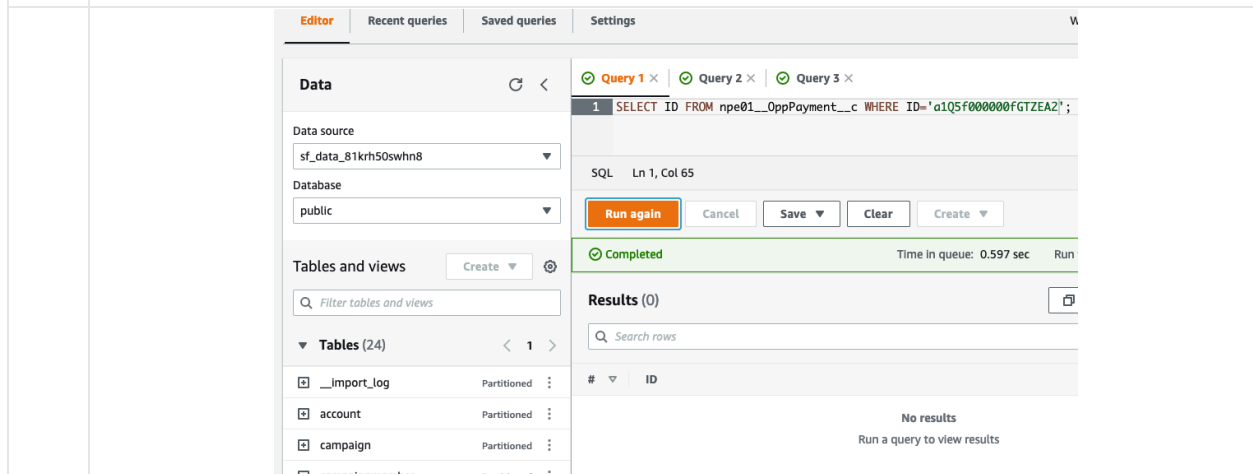 Editor Recent queries Saved queries Settings
Data
Query 1 Query 2 Query 3
1 SELECT ID FROM npe01__OppPayment__c WHERE ID='a1Q5f000000fGTZEA2';
Data source
sf_data_81krh50swhn8
Database
public
SQL Ln 1, Col 65
Run again Cancel Save Clear Create
Completed Time in queue: 0.597 sec Run
Tables and views Create
Filter tables and views
Results (0)
Search rows
Tables (24) 1
# ID
__import_log Partitioned
account Partitioned
campaign Partitioned
No results
Run a query to view results